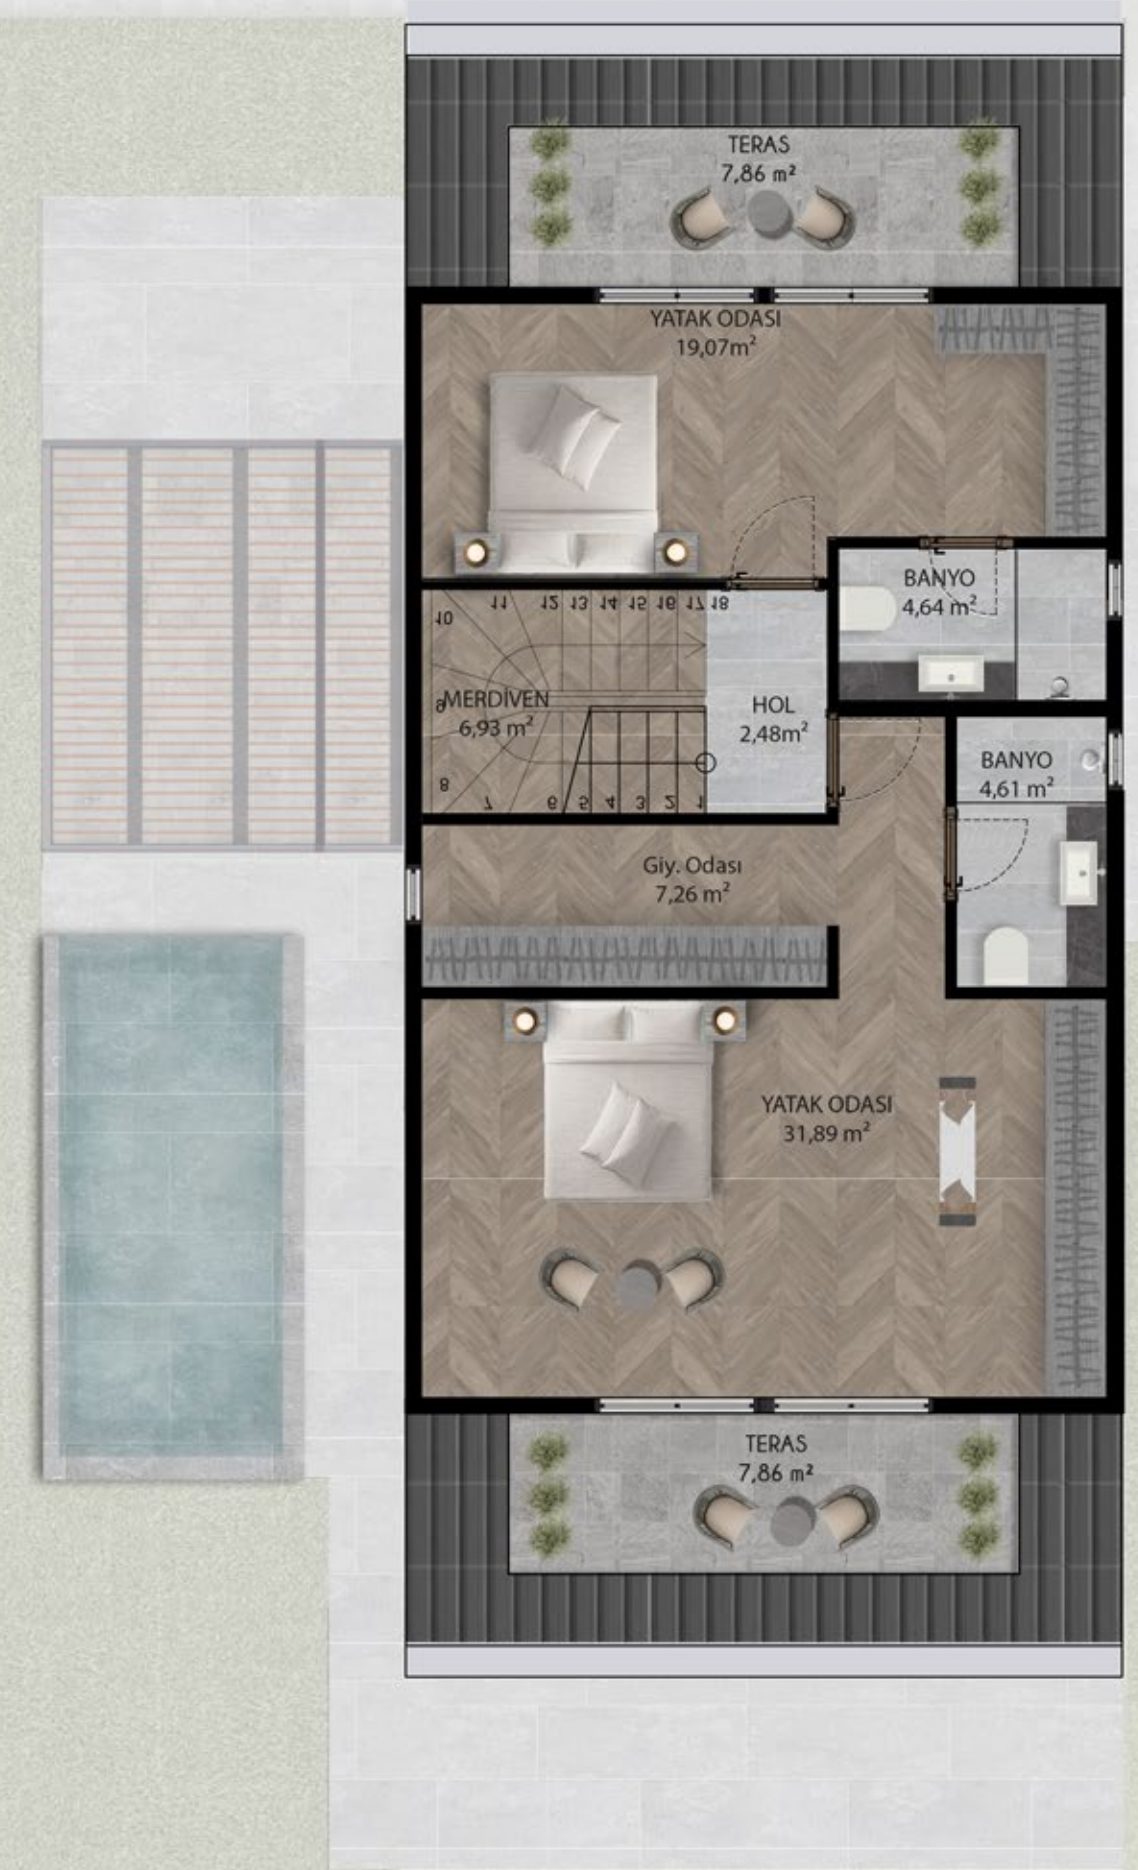 TERAS
7,86 m²
YATAK ODASI
19,07m²
BANYO
4,64 m²
10 11 12 13 14 15 16 17 18
MERDİVEN
6,93 m²
9
HOL
2,48m²
BANYO
4,61 m²
8 7 6 5 4 3 2 1
Giy. Odası
7,26 m²
YATAK ODASI
31,89 m²
TERAS
7,86 m²